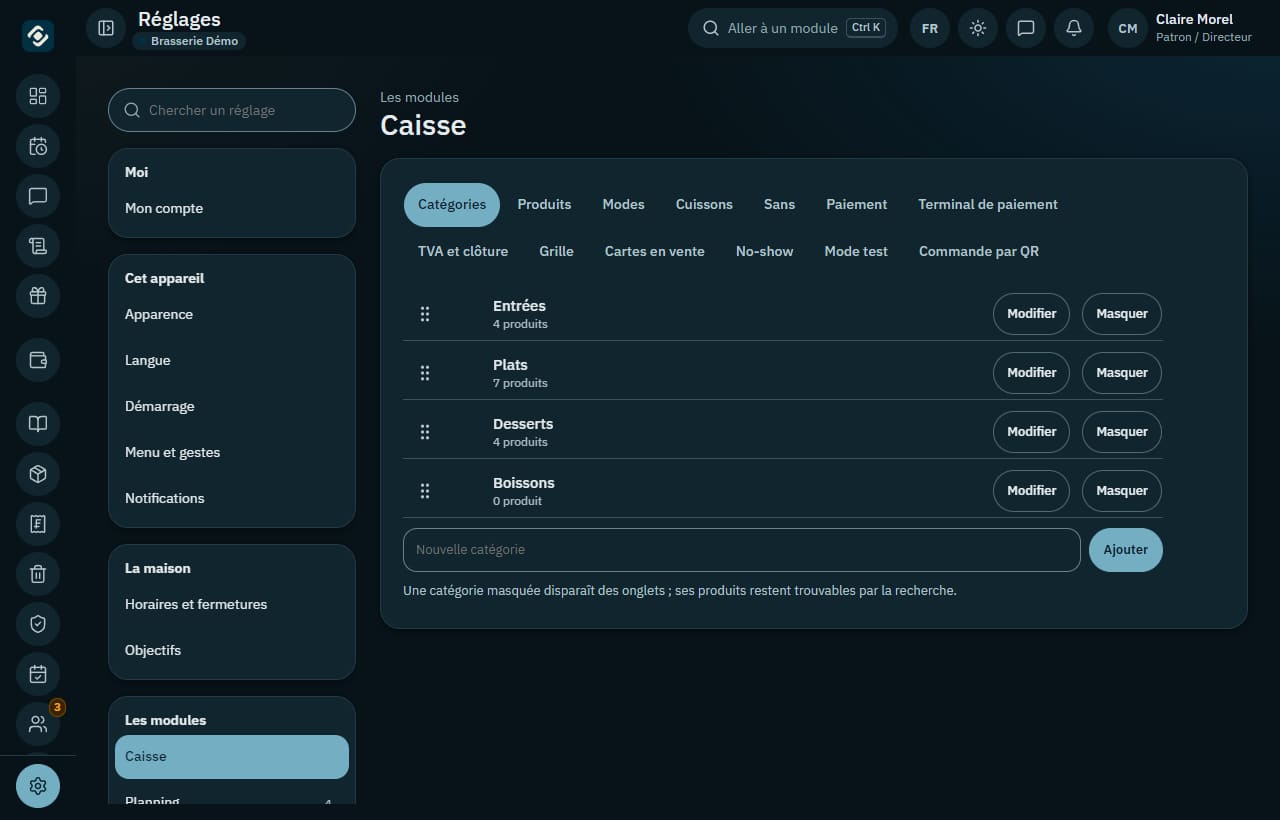 Réglages
Brasserie Démo
Aller à un module
Ctrl K
FR
CM
Claire Morel
Patron / Directeur
Chercher un réglage
Moi
Mon compte
Cet appareil
Apparence
Langue
Démarrage
Menu et gestes
Notifications
La maison
Horaires et fermetures
Objectifs
Les modules
Caisse
Planning
3
Les modules
Caisse
Catégories
Produits
Modes
Cuissons
Sans
Paiement
Terminal de paiement
TVA et clôture
Grille
Cartes en vente
No-show
Mode test
Commande par QR
Entrées
4 produits
Modifier
Masquer
Plats
7 produits
Modifier
Masquer
Desserts
4 produits
Modifier
Masquer
Boissons
0 produit
Modifier
Masquer
Nouvelle catégorie
Ajouter
Une catégorie masquée disparaît des onglets ; ses produits restent trouvables par la recherche.